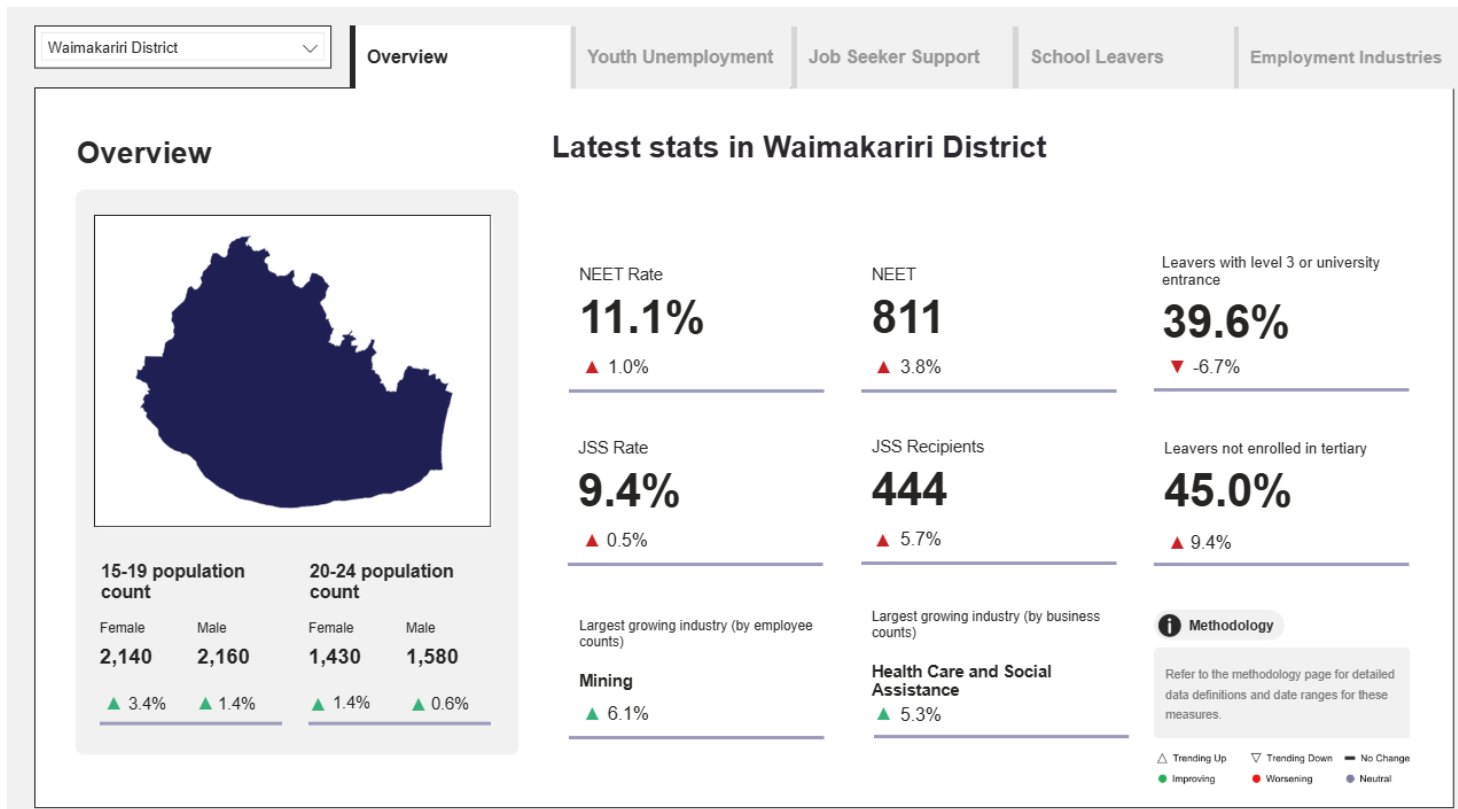 Waimakariri District
Overview
Youth Unemployment
Job Seeker Support
School Leavers
Employment Industries
Overview
15-19 population
count
Female
Male
2,140
2,160
3.4%
1.4%
20-24 population
count
Female
Male
1,430
1,580
1.4%
0.6%
Latest stats in Waimakariri District
NEET Rate
11.1%
1.0%
NEET
811
3.8%
Leavers with level 3 or university
entrance
39.6%
-6.7%
JSS Rate
9.4%
0.5%
JSS Recipients
444
5.7%
Leavers not enrolled in tertiary
45.0%
9.4%
Largest growing industry (by employee
counts)
Mining
6.1%
Largest growing industry (by business
counts)
Health Care and Social
Assistance
5.3%
Methodology
Refer to the methodology page for detailed
data definitions and date ranges for these
measures.
Trending Up
Trending Down
No Change
Improving
Worsening
Neutral